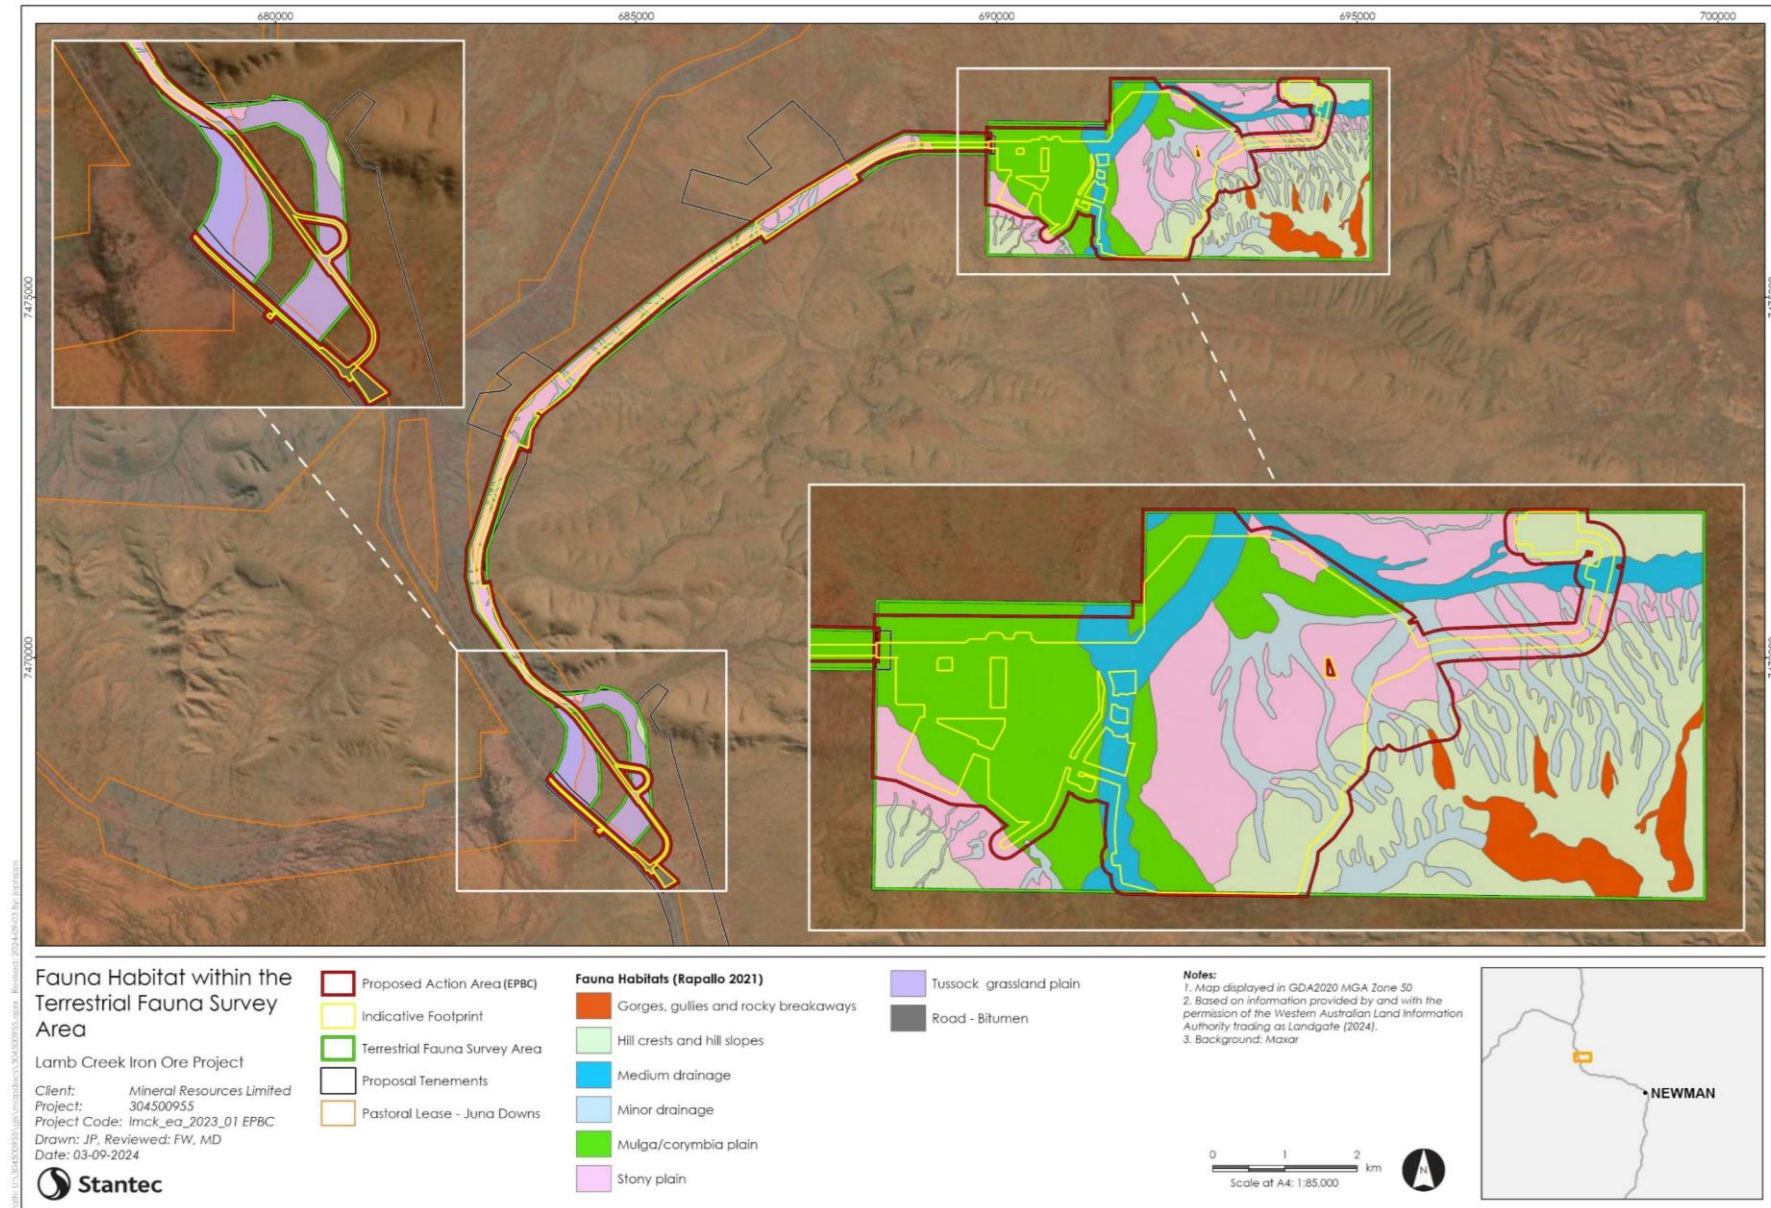 680000
685000
690000
695000
700000
7475000
7470000
Fauna Habitat within the
Terrestrial Fauna Survey
Area
Lamb Creek Iron Ore Project
Client: Mineral Resources Limited
Project: 304500955
Project Code: lmck_ea_2023_01 EPBC
Drawn: JP, Reviewed: FW, MD
Date: 03-09-2024
Stantec
Proposed Action Area (EPBC)
Indicative Footprint
Terrestrial Fauna Survey Area
Proposal Tenements
Pastoral Lease - Juna Downs
Fauna Habitats (Rapallo 2021)
Gorges, gullies and rocky breakaways
Hill crests and hill slopes
Medium drainage
Minor drainage
Mulga/corymbia plain
Stony plain
Tussock grassland plain
Road - Bitumen
Notes:
1. Map displayed in GDA2020 MGA Zone 50
2. Based on information provided by and with the
permission of the Western Australian Land Information
Authority trading as Landgate (2024).
3. Background: Maxar
0 1 2
km
Scale at A4: 1:85,000
N
NEWMAN